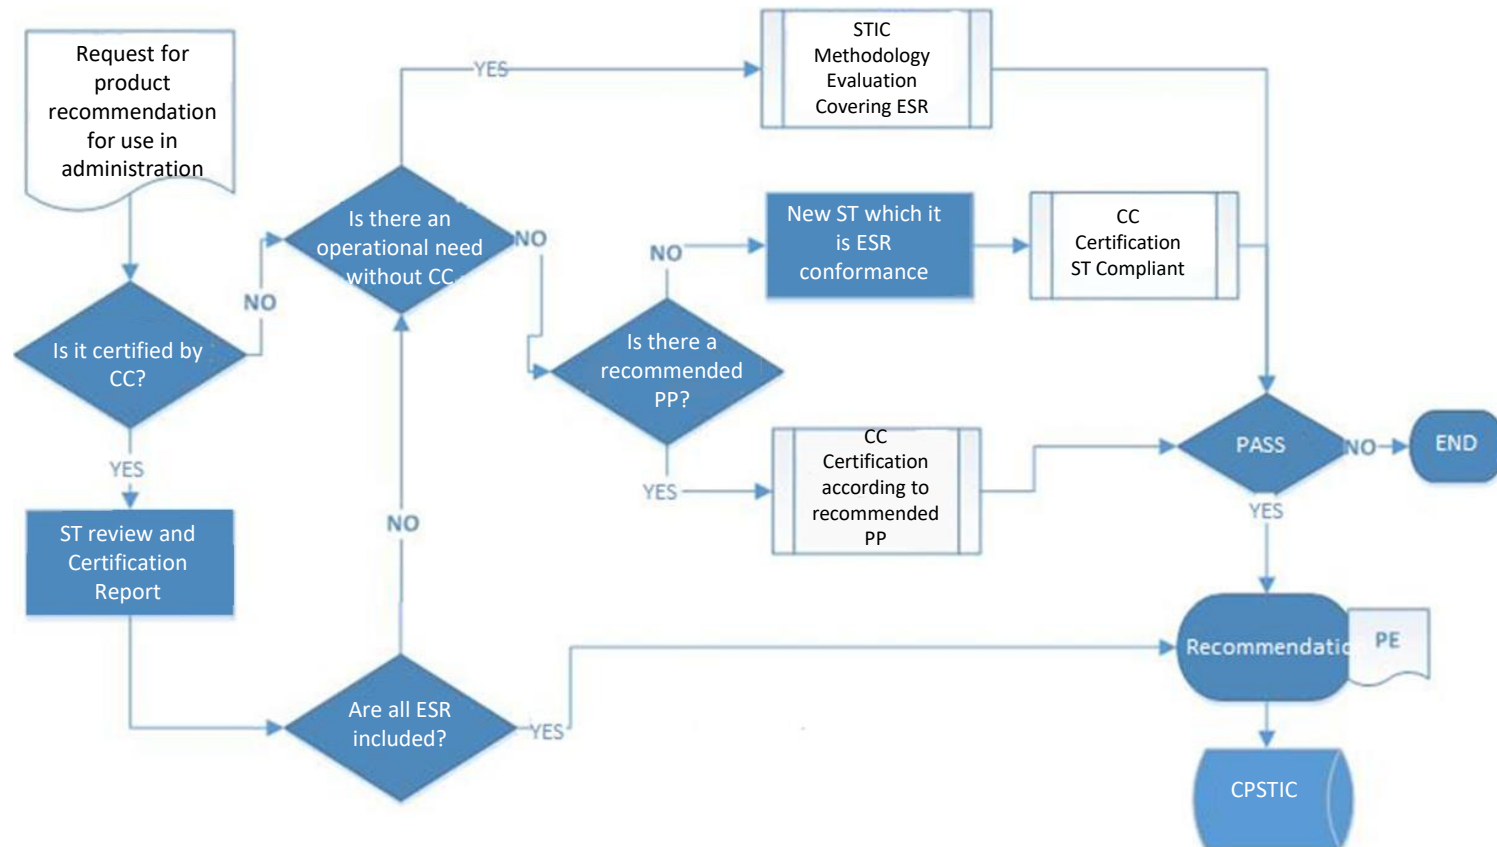 Request for
product
recommendation
for use in
administration
Is it certified by
CC?
NO
YES
ST review and
Certification
Report
Are all ESR
included?
NO
YES
Is there an
operational need
without CC
YES
NO
STIC
Methodology
Evaluation
Covering ESR
Is there a
recommended
PP?
NO
New ST which it
is ESR
conformance
CC
Certification
ST Compliant
YES
CC
Certification
according to
recommended
PP
PASS
NO
END
YES
Recommendatio
PE
CPSTIC